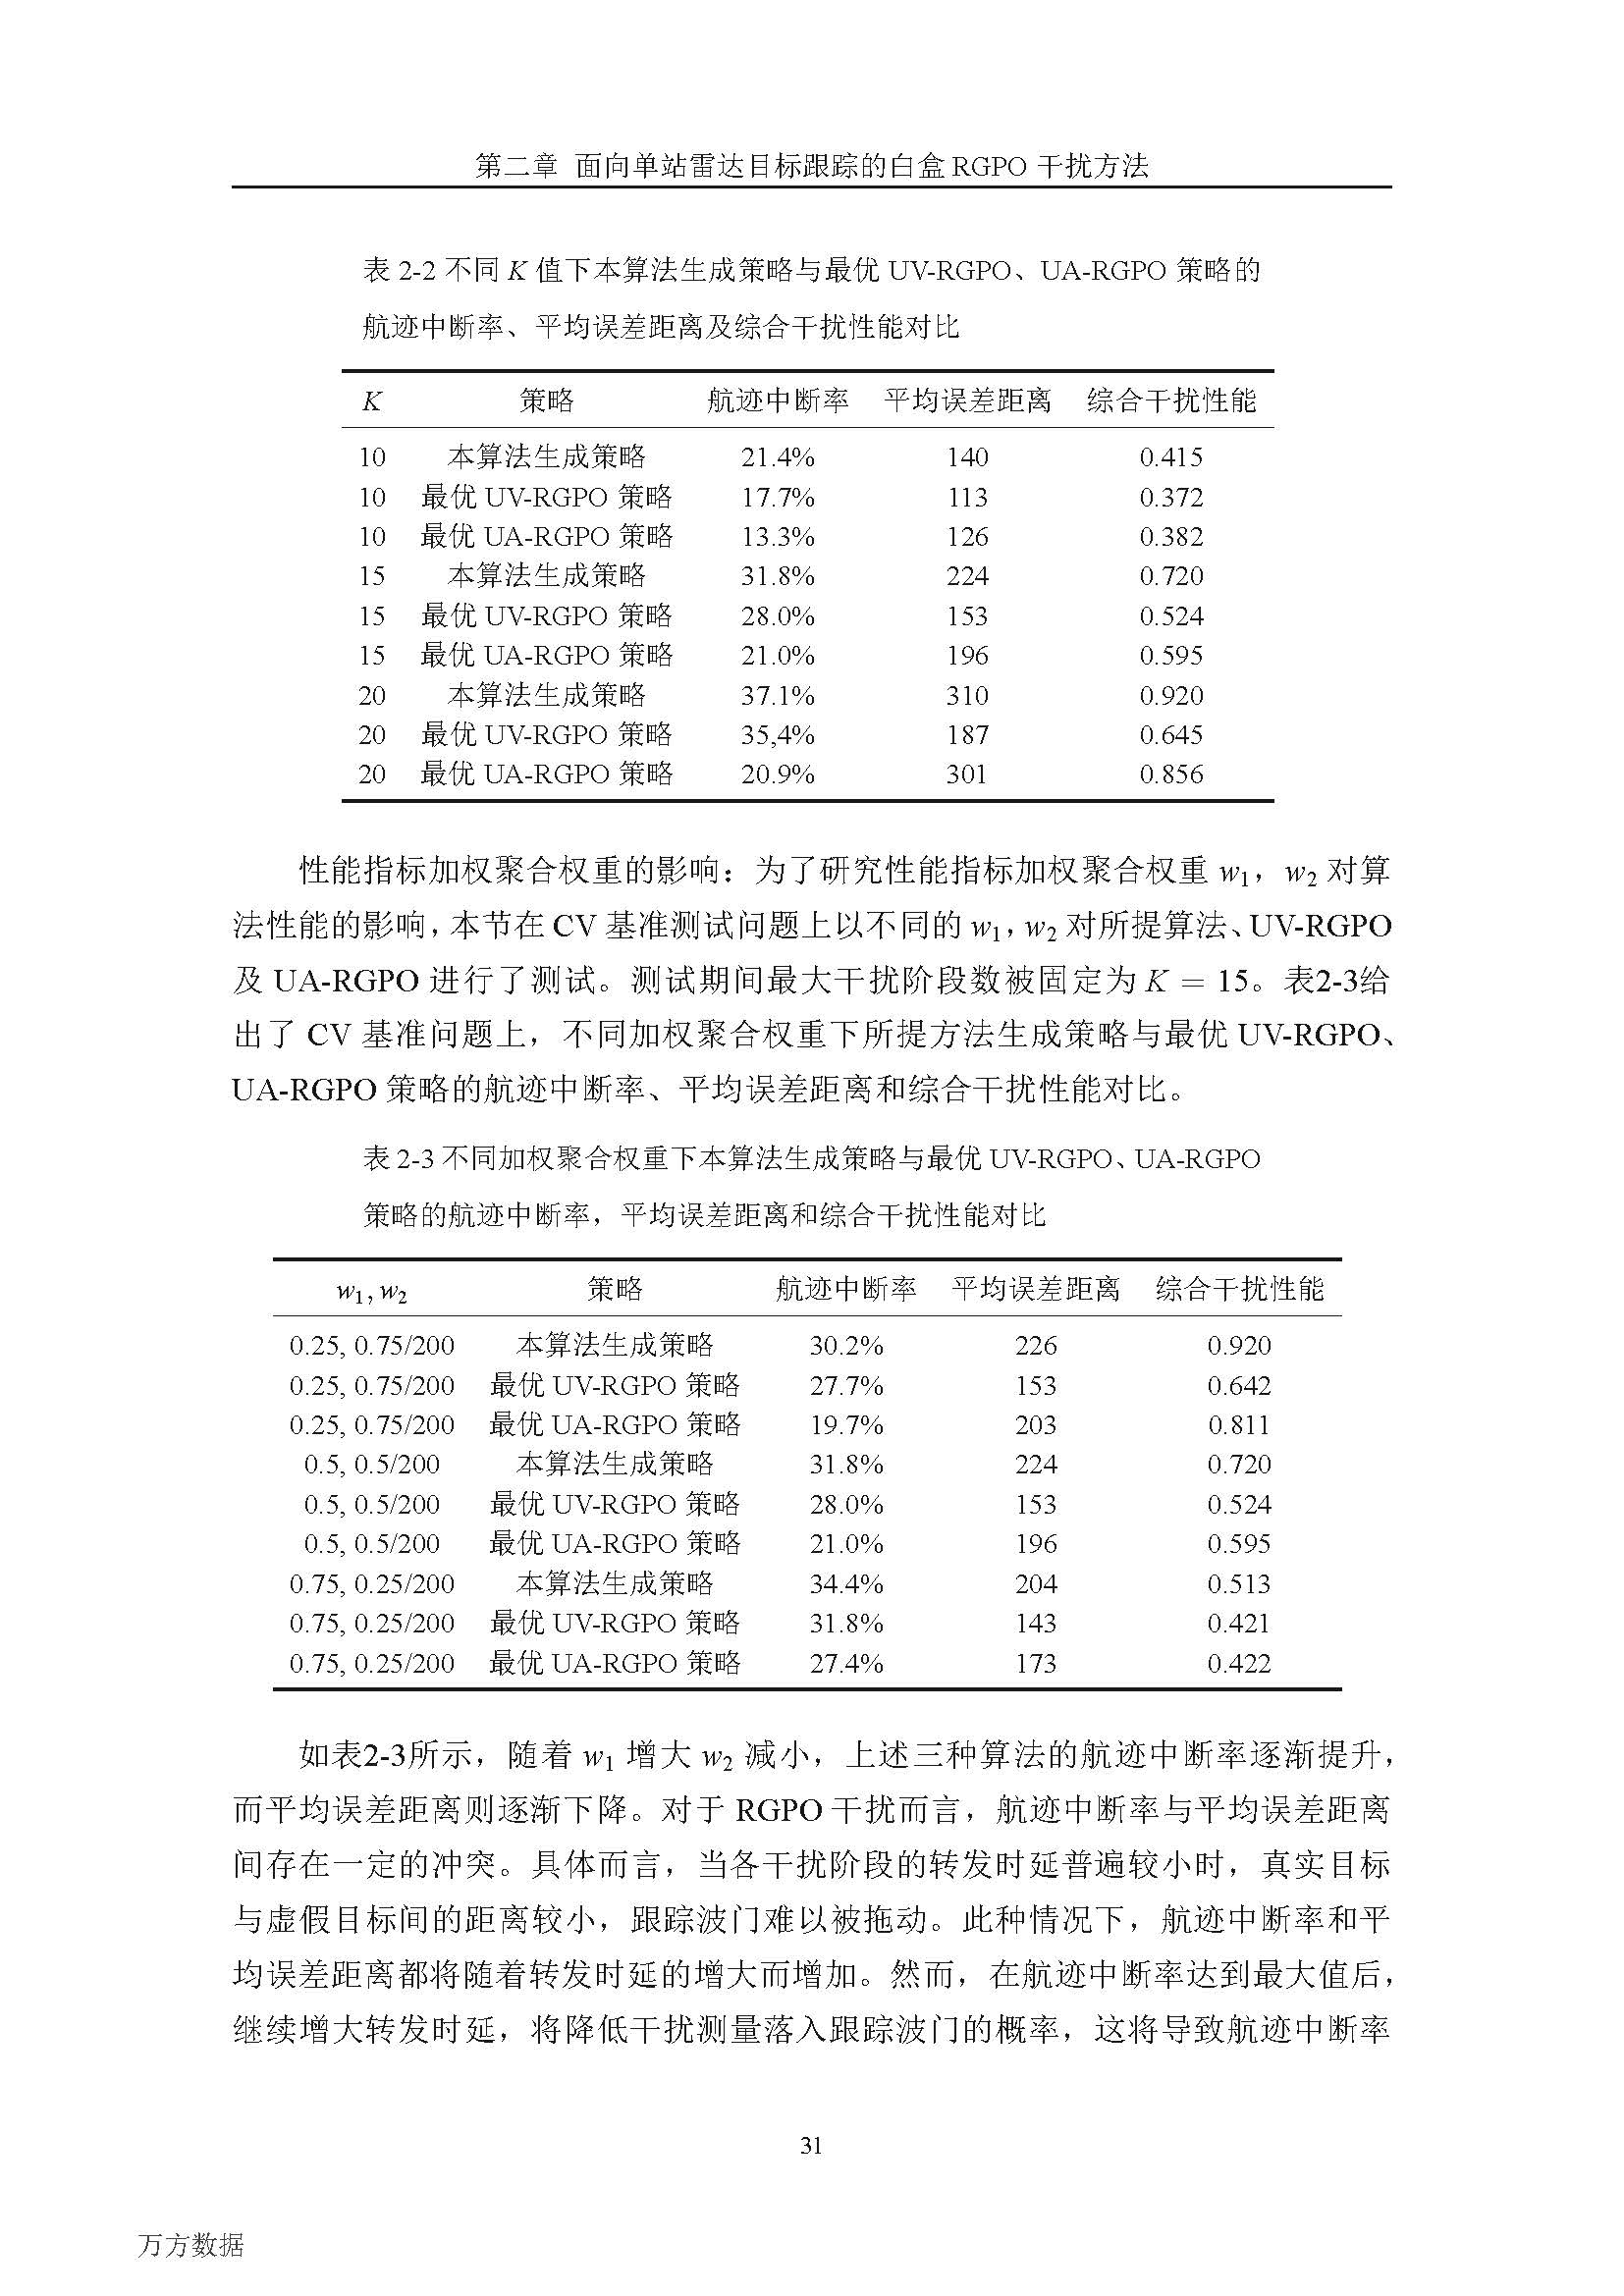 第二章 面向单站雷达目标跟踪的白盒 RGPO 干扰方法
表 2-2 不同 K 值下本算法生成策略与最优 UV-RGPO、UA-RGPO 策略的
航迹中断率、平均误差距离及综合干扰性能对比
K 策略 航迹中断率 平均误差距离 综合干扰性能
10 本算法生成策略 21.4% 140 0.415
10 最优 UV-RGPO 策略 17.7% 113 0.372
10 最优 UA-RGPO 策略 13.3% 126 0.382
15 本算法生成策略 31.8% 224 0.720
15 最优 UV-RGPO 策略 28.0% 153 0.524
15 最优 UA-RGPO 策略 21.0% 196 0.595
20 本算法生成策略 37.1% 310 0.920
20 最优 UV-RGPO 策略 35,4% 187 0.645
20 最优 UA-RGPO 策略 20.9% 301 0.856
性能指标加权聚合权重的影响：为了研究性能指标加权聚合权重 w₁，w₂ 对算
法性能的影响，本节在 CV 基准测试问题上以不同的 w₁，w₂ 对所提算法、UV-RGPO
及 UA-RGPO 进行了测试。测试期间最大干扰阶段数被固定为 K = 15。表2-3给
出了 CV 基准问题上，不同加权聚合权重下所提方法生成策略与最优 UV-RGPO、
UA-RGPO 策略的航迹中断率、平均误差距离和综合干扰性能对比。
表 2-3 不同加权聚合权重下本算法生成策略与最优 UV-RGPO、UA-RGPO
策略的航迹中断率，平均误差距离和综合干扰性能对比
w₁, w₂ 策略 航迹中断率 平均误差距离 综合干扰性能
0.25, 0.75/200 本算法生成策略 30.2% 226 0.920
0.25, 0.75/200 最优 UV-RGPO 策略 27.7% 153 0.642
0.25, 0.75/200 最优 UA-RGPO 策略 19.7% 203 0.811
0.5, 0.5/200 本算法生成策略 31.8% 224 0.720
0.5, 0.5/200 最优 UV-RGPO 策略 28.0% 153 0.524
0.5, 0.5/200 最优 UA-RGPO 策略 21.0% 196 0.595
0.75, 0.25/200 本算法生成策略 34.4% 204 0.513
0.75, 0.25/200 最优 UV-RGPO 策略 31.8% 143 0.421
0.75, 0.25/200 最优 UA-RGPO 策略 27.4% 173 0.422
如表2-3所示，随着 w₁ 增大 w₂ 减小，上述三种算法的航迹中断率逐渐提升，
而平均误差距离则逐渐下降。对于 RGPO 干扰而言，航迹中断率与平均误差距离
间存在一定的冲突。具体而言，当各干扰阶段的转发时延普遍较小时，真实目标
与虚假目标间的距离较小，跟踪波门难以被拖动。此种情况下，航迹中断率和平
均误差距离都将随着转发时延的增大而增加。然而，在航迹中断率达到最大值后，
继续增大转发时延，将降低干扰测量落入跟踪波门的概率，这将导致航迹中断率
31
万方数据